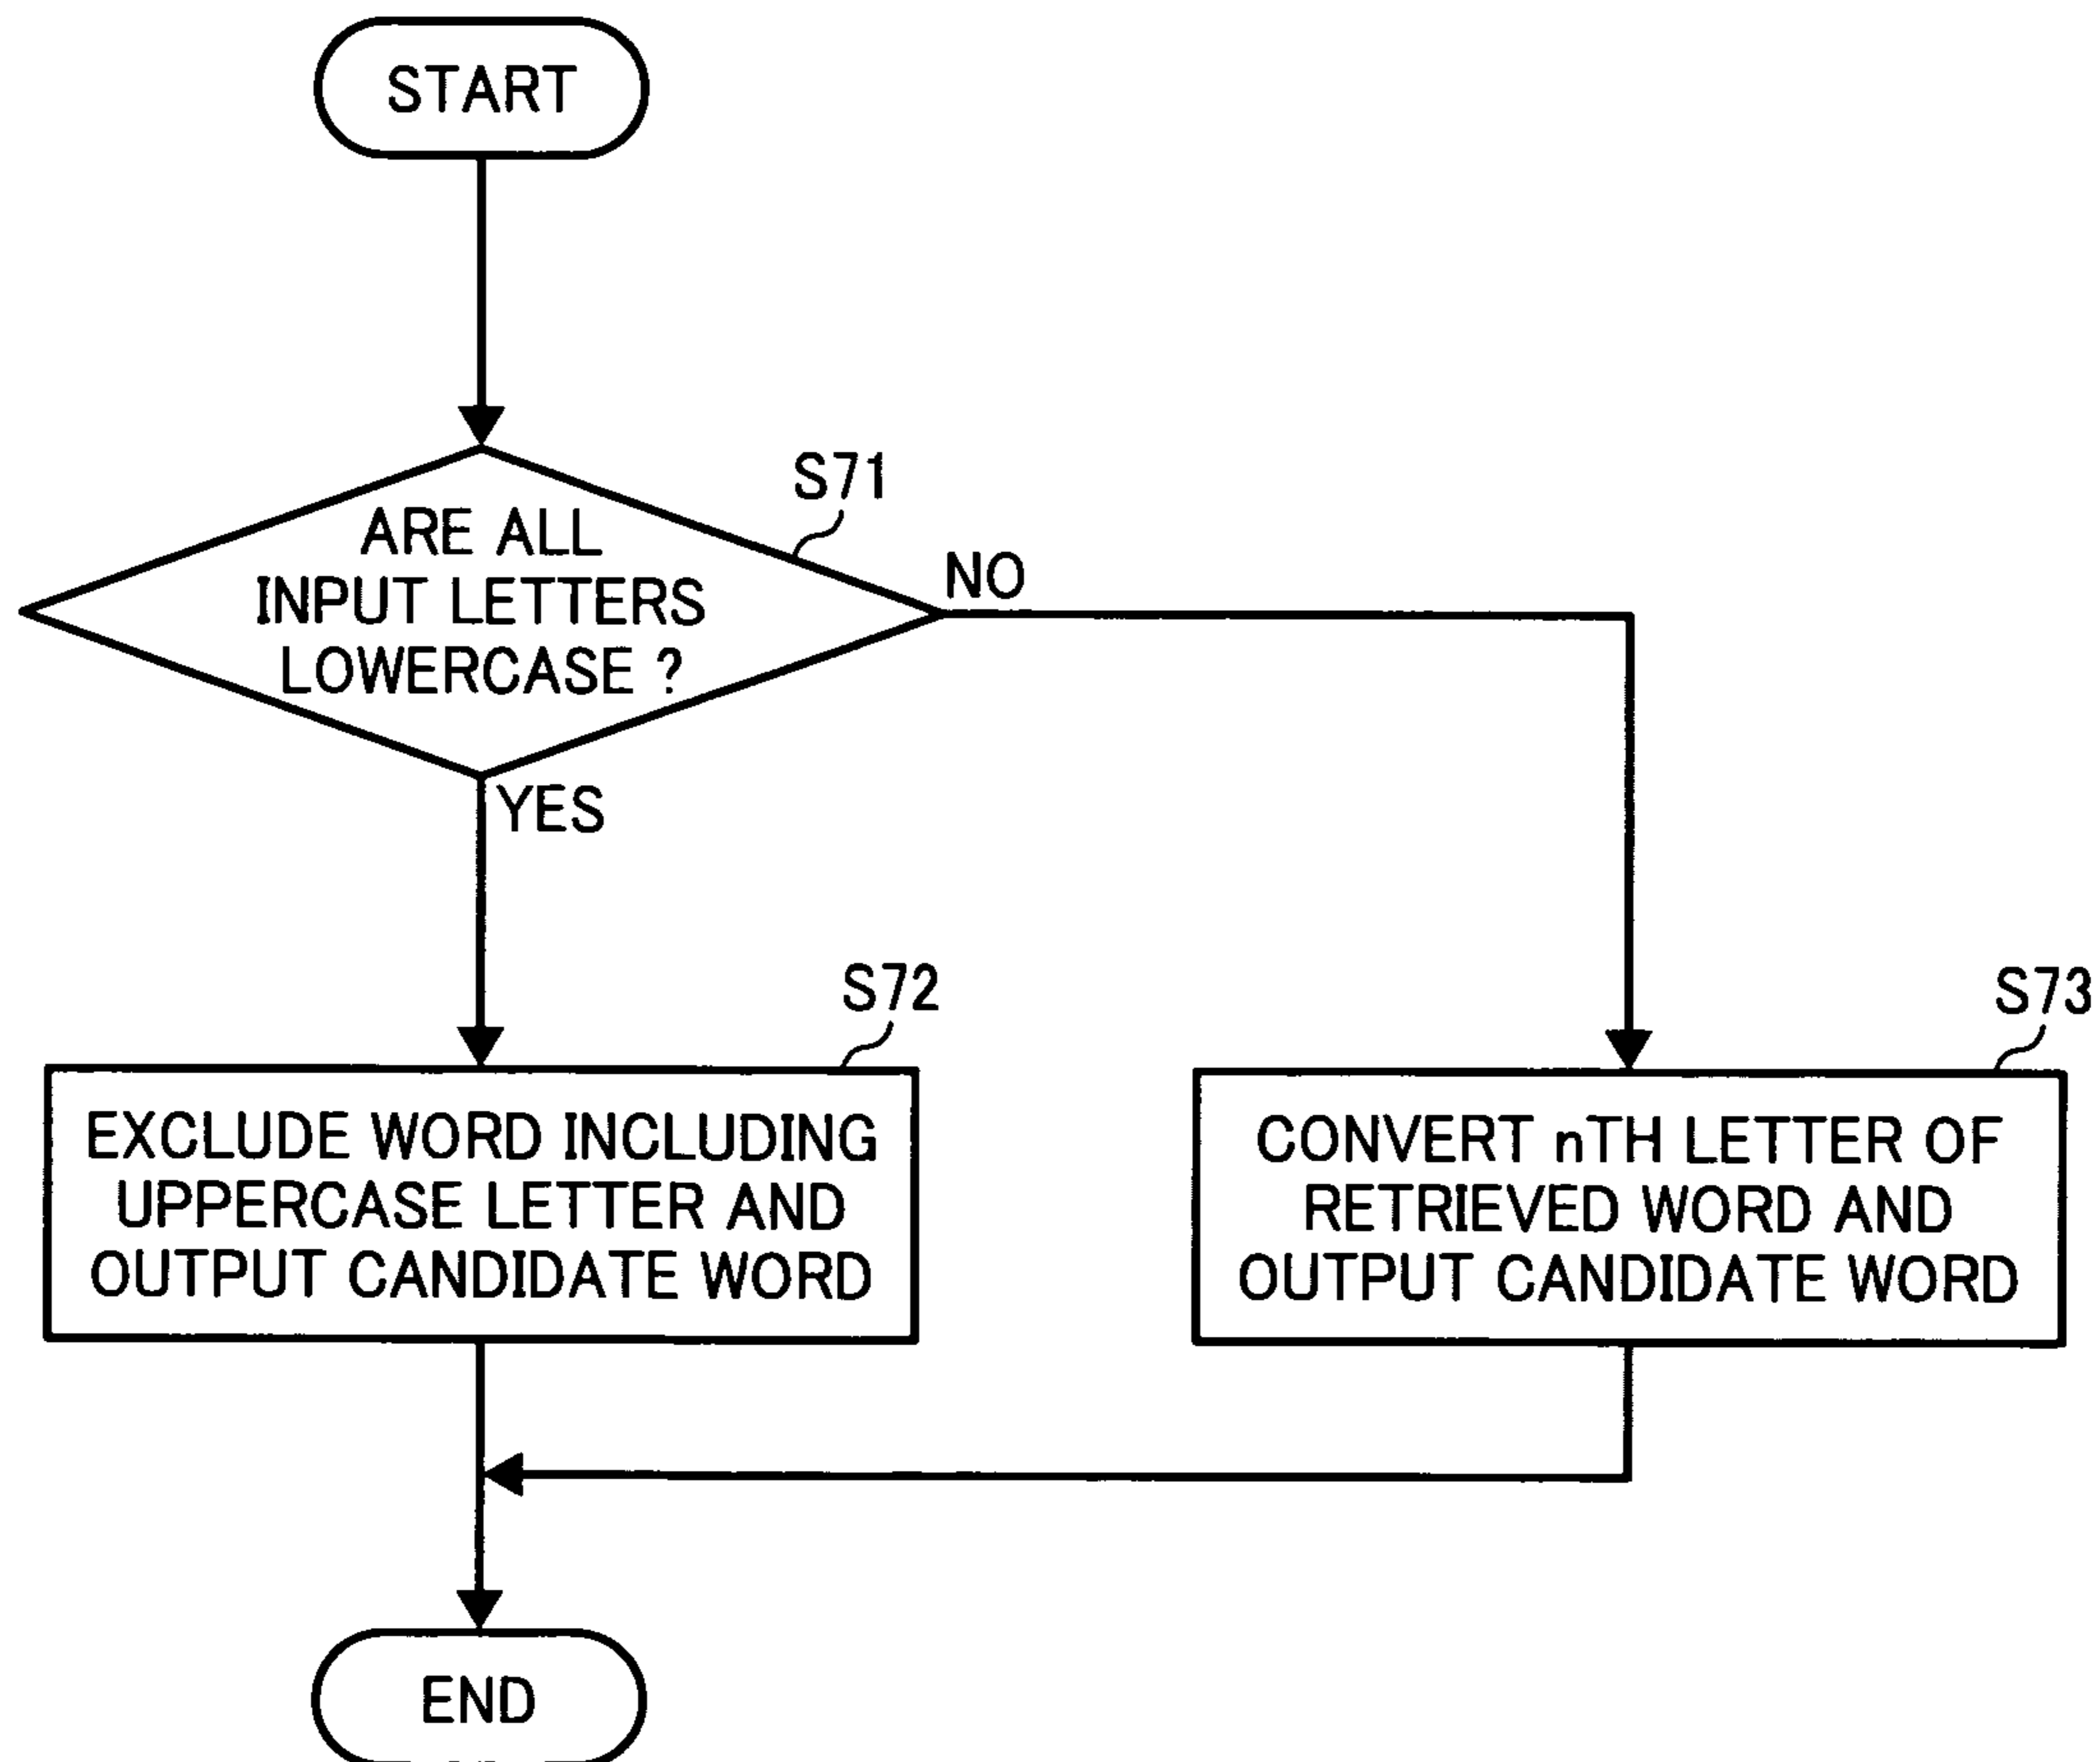 START
S71
ARE ALL
INPUT LETTERS
LOWERCASE ?
NO
YES
S72
EXCLUDE WORD INCLUDING
UPPERCASE LETTER AND
OUTPUT CANDIDATE WORD
S73
CONVERT nTH LETTER OF
RETRIEVED WORD AND
OUTPUT CANDIDATE WORD
END